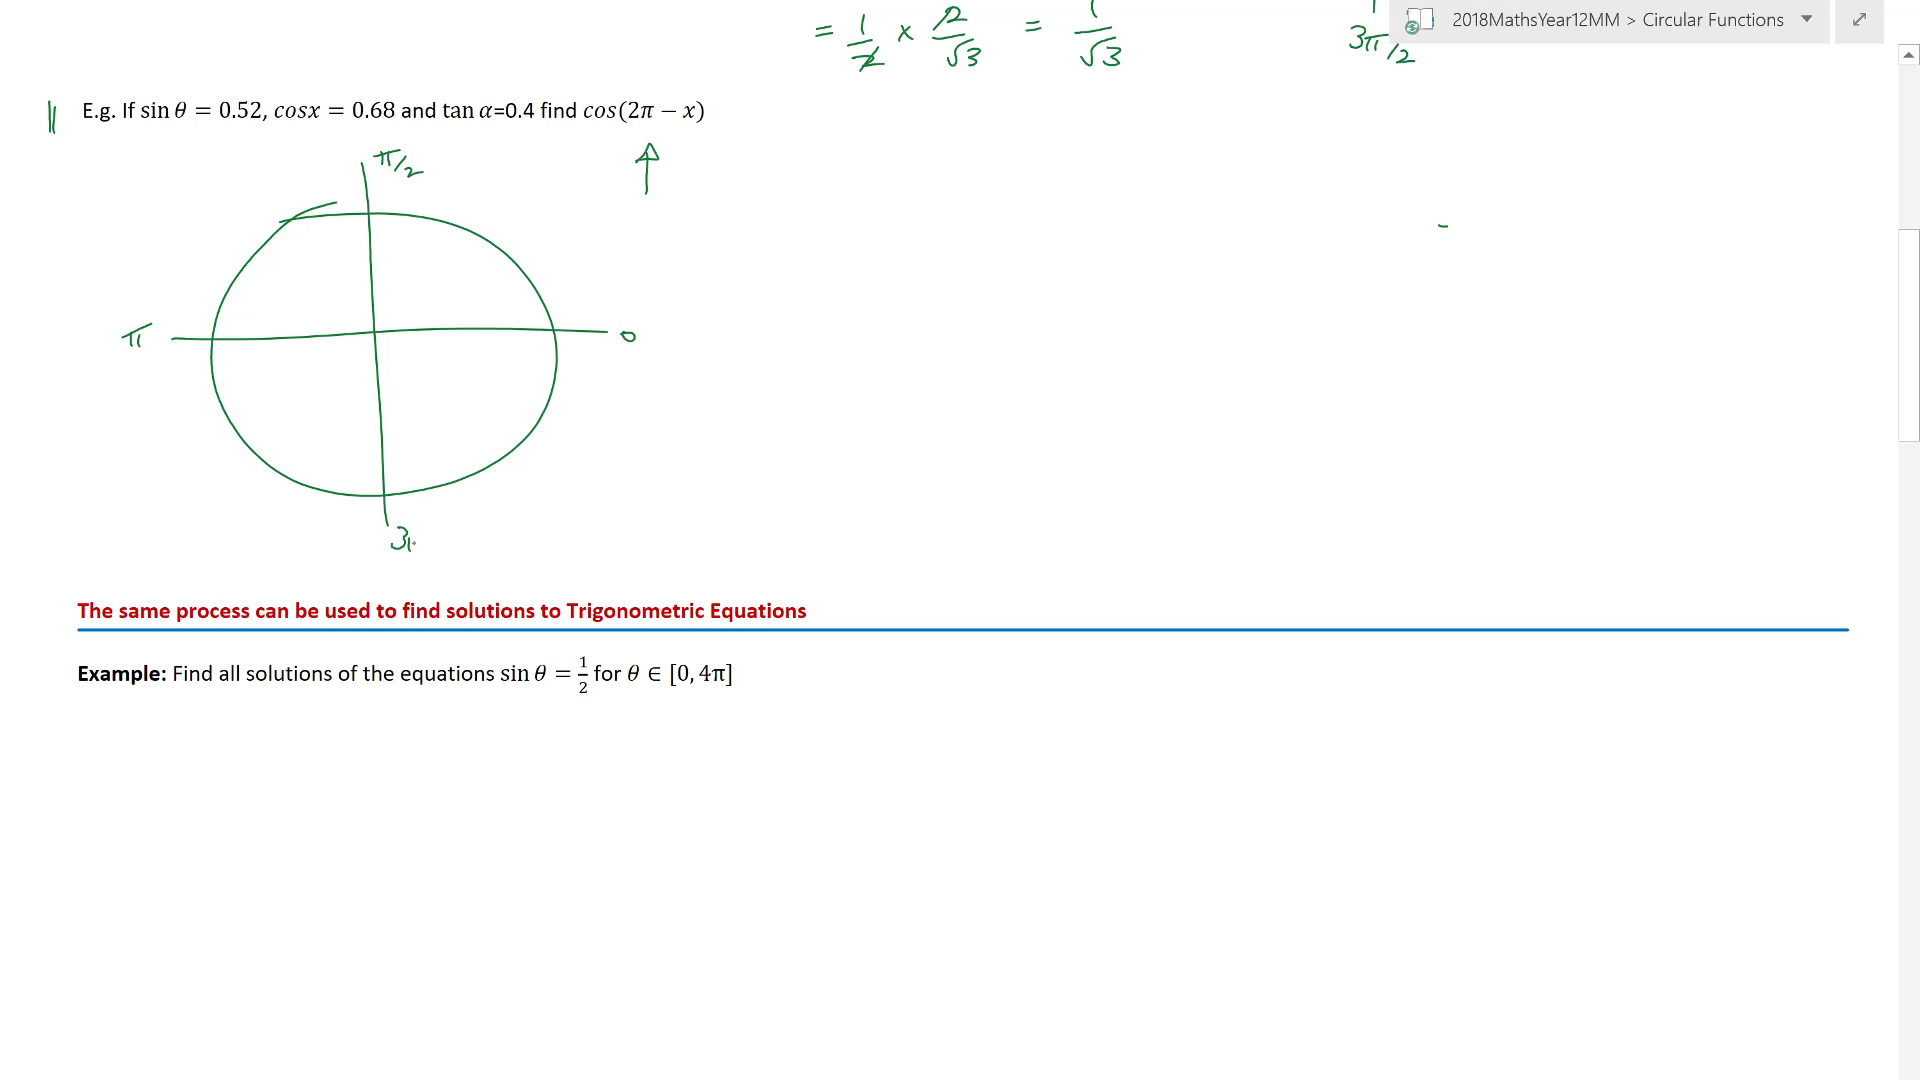 = 1/2 × 2/√3 = 1/√3
3π/2
2018MathsYear12MM > Circular Functions
E.g. If sin θ = 0.52, cosx = 0.68 and tan α=0.4 find cos(2π − x)
π/2
π
0
3
The same process can be used to find solutions to Trigonometric Equations
Example: Find all solutions of the equations sin θ = 1/2 for θ ∈ [0, 4π]